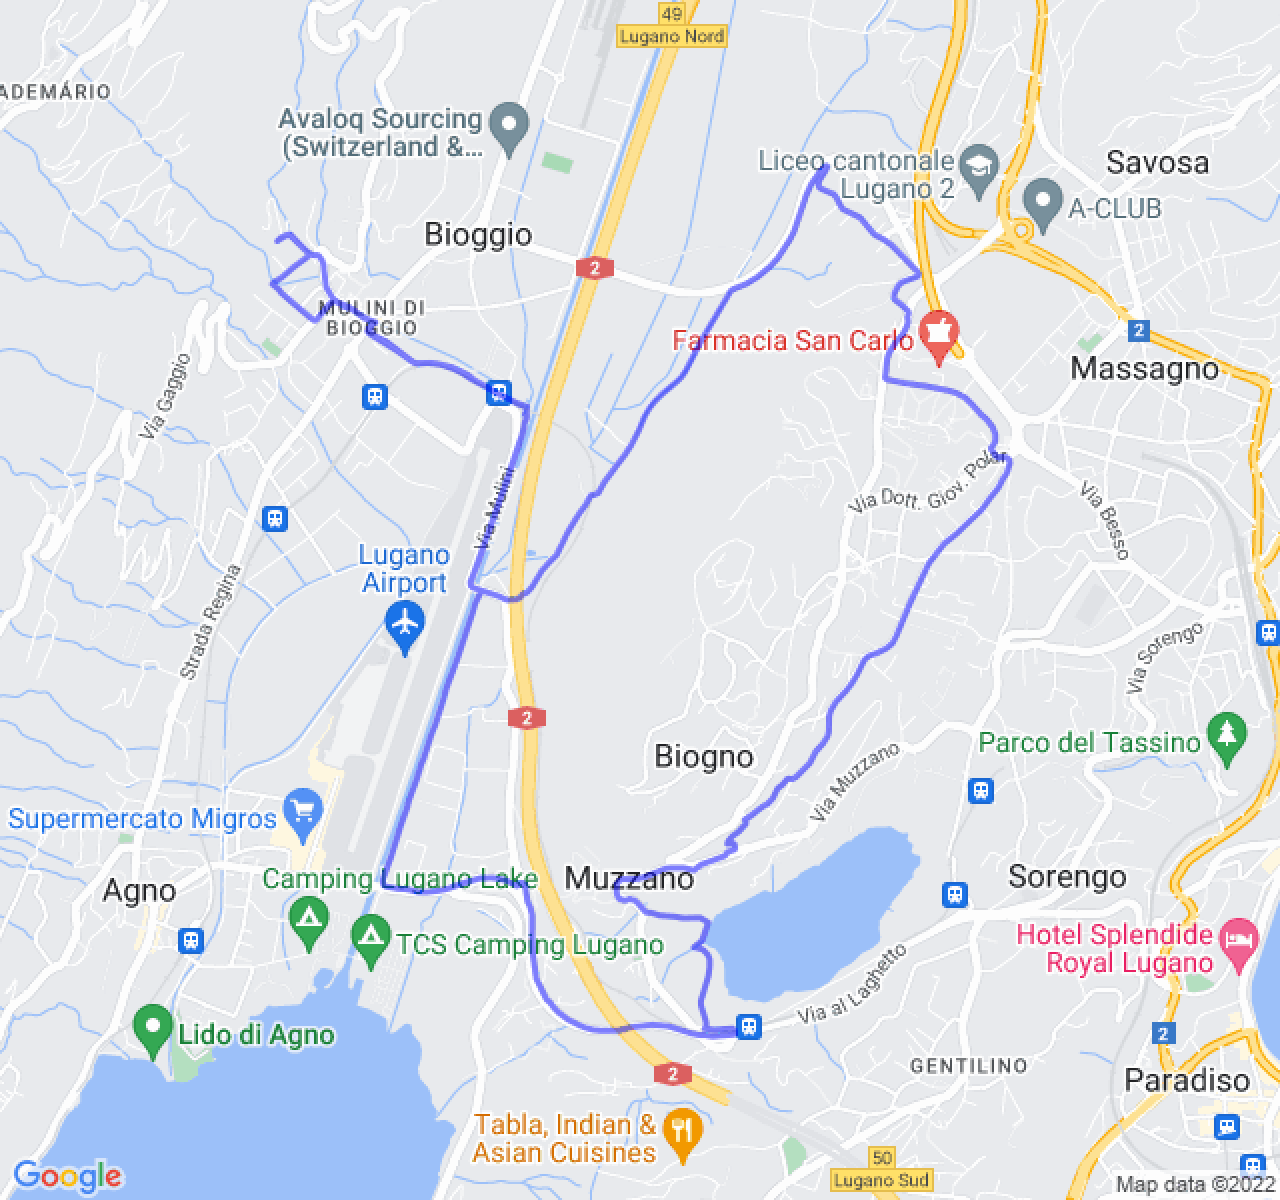 49
Lugano Nord
ADEMÁRIO
Avaloq Sourcing
(Switzerland &...
Liceo cantonale
Lugano 2
Savosa
A-CLUB
Bioggio
2
MULINI DI
BIOGGIO
2
Farmacia San Carlo
Massagno
Via Gaggio
Via Mulini
Via Dott. Giov. Polar
Via Besso
Lugano
Airport
Strada Regina
Via Sorengo
2
Biogno
Parco del Tassino
Via Muzzano
Supermercato Migros
Agno
Camping Lugano Lake
Muzzano
Sorengo
TCS Camping Lugano
Hotel Splendide
Royal Lugano
Via al Laghetto
Lido di Agno
2
GENTILINO
2
Paradiso
Tabla, Indian &
Asian Cuisines
50
Lugano Sud
Google
Map data ©2022